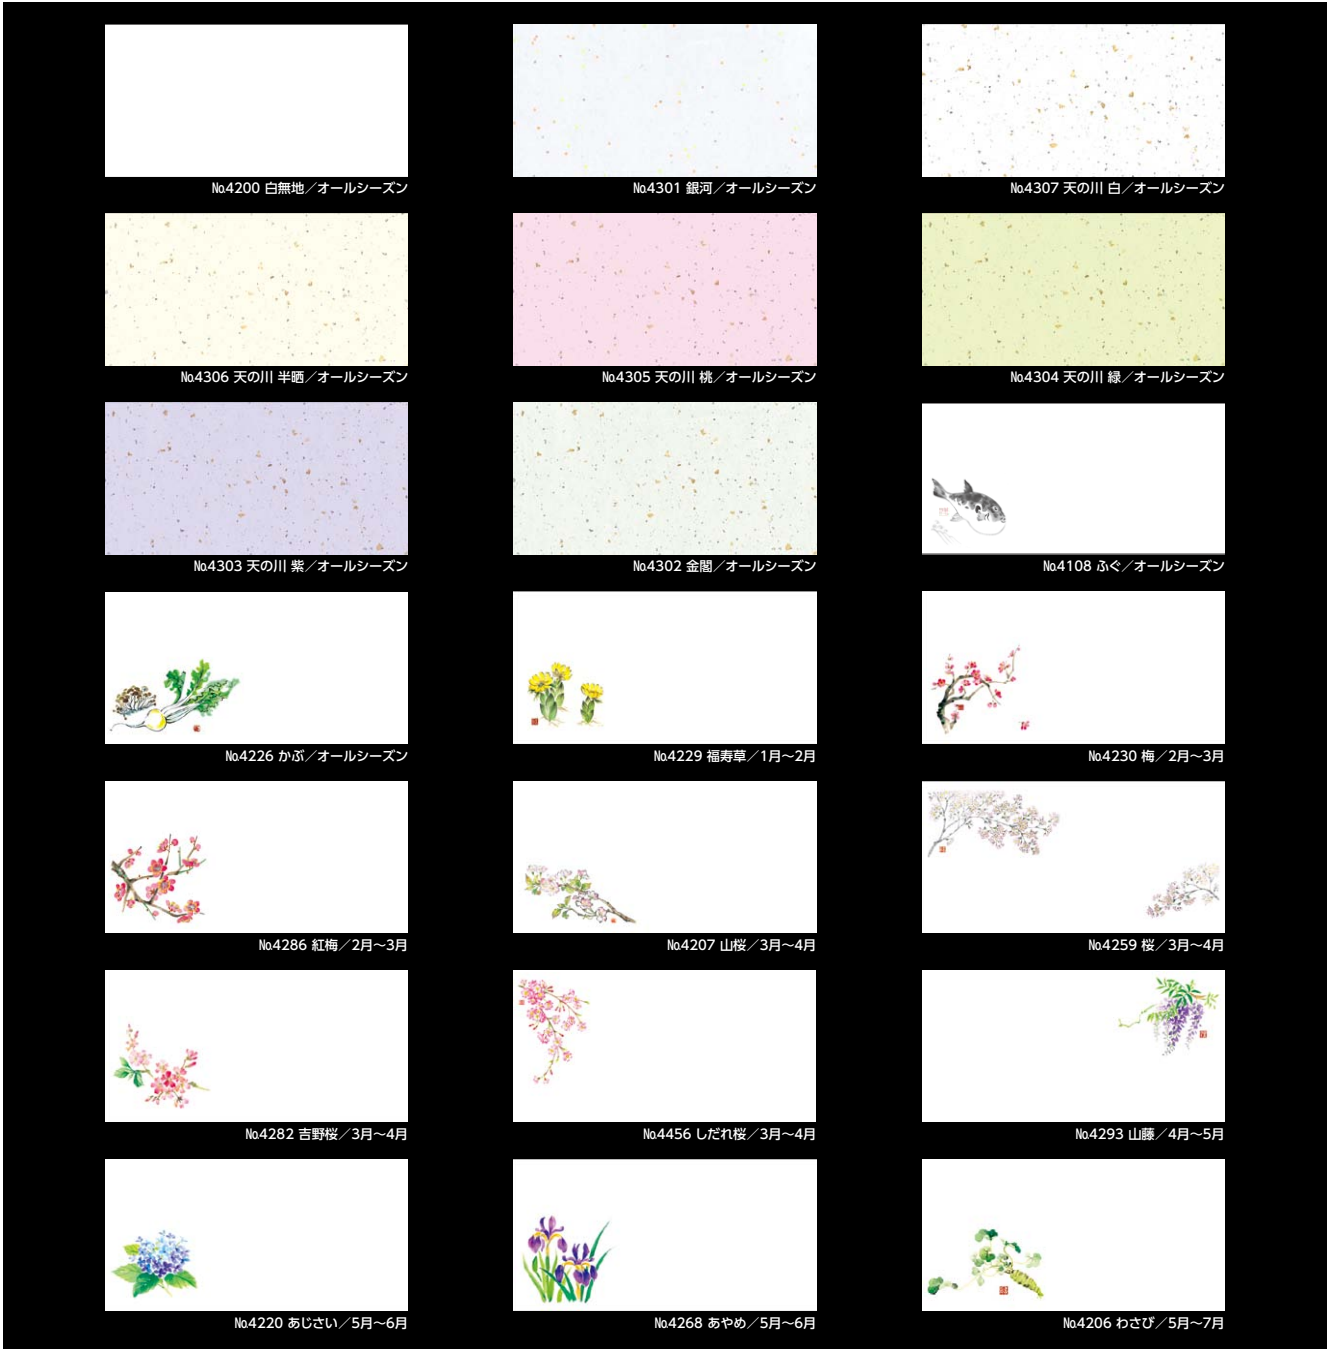 №4200 白無地／オールシーズン
№4301 銀河／オールシーズン
№4307 天の川 白／オールシーズン
№4306 天の川 半晒／オールシーズン
№4305 天の川 桃／オールシーズン
№4304 天の川 緑／オールシーズン
№4303 天の川 紫／オールシーズン
№4302 金閣／オールシーズン
№4108 ふぐ／オールシーズン
№4226 かぶ／オールシーズン
№4229 福寿草／1月〜2月
№4230 梅／2月〜3月
№4286 紅梅／2月〜3月
№4207 山桜／3月〜4月
№4259 桜／3月〜4月
№4282 吉野桜／3月〜4月
№4456 しだれ桜／3月〜4月
№4293 山藤／4月〜5月
№4220 あじさい／5月〜6月
№4268 あやめ／5月〜6月
№4206 わさび／5月〜7月